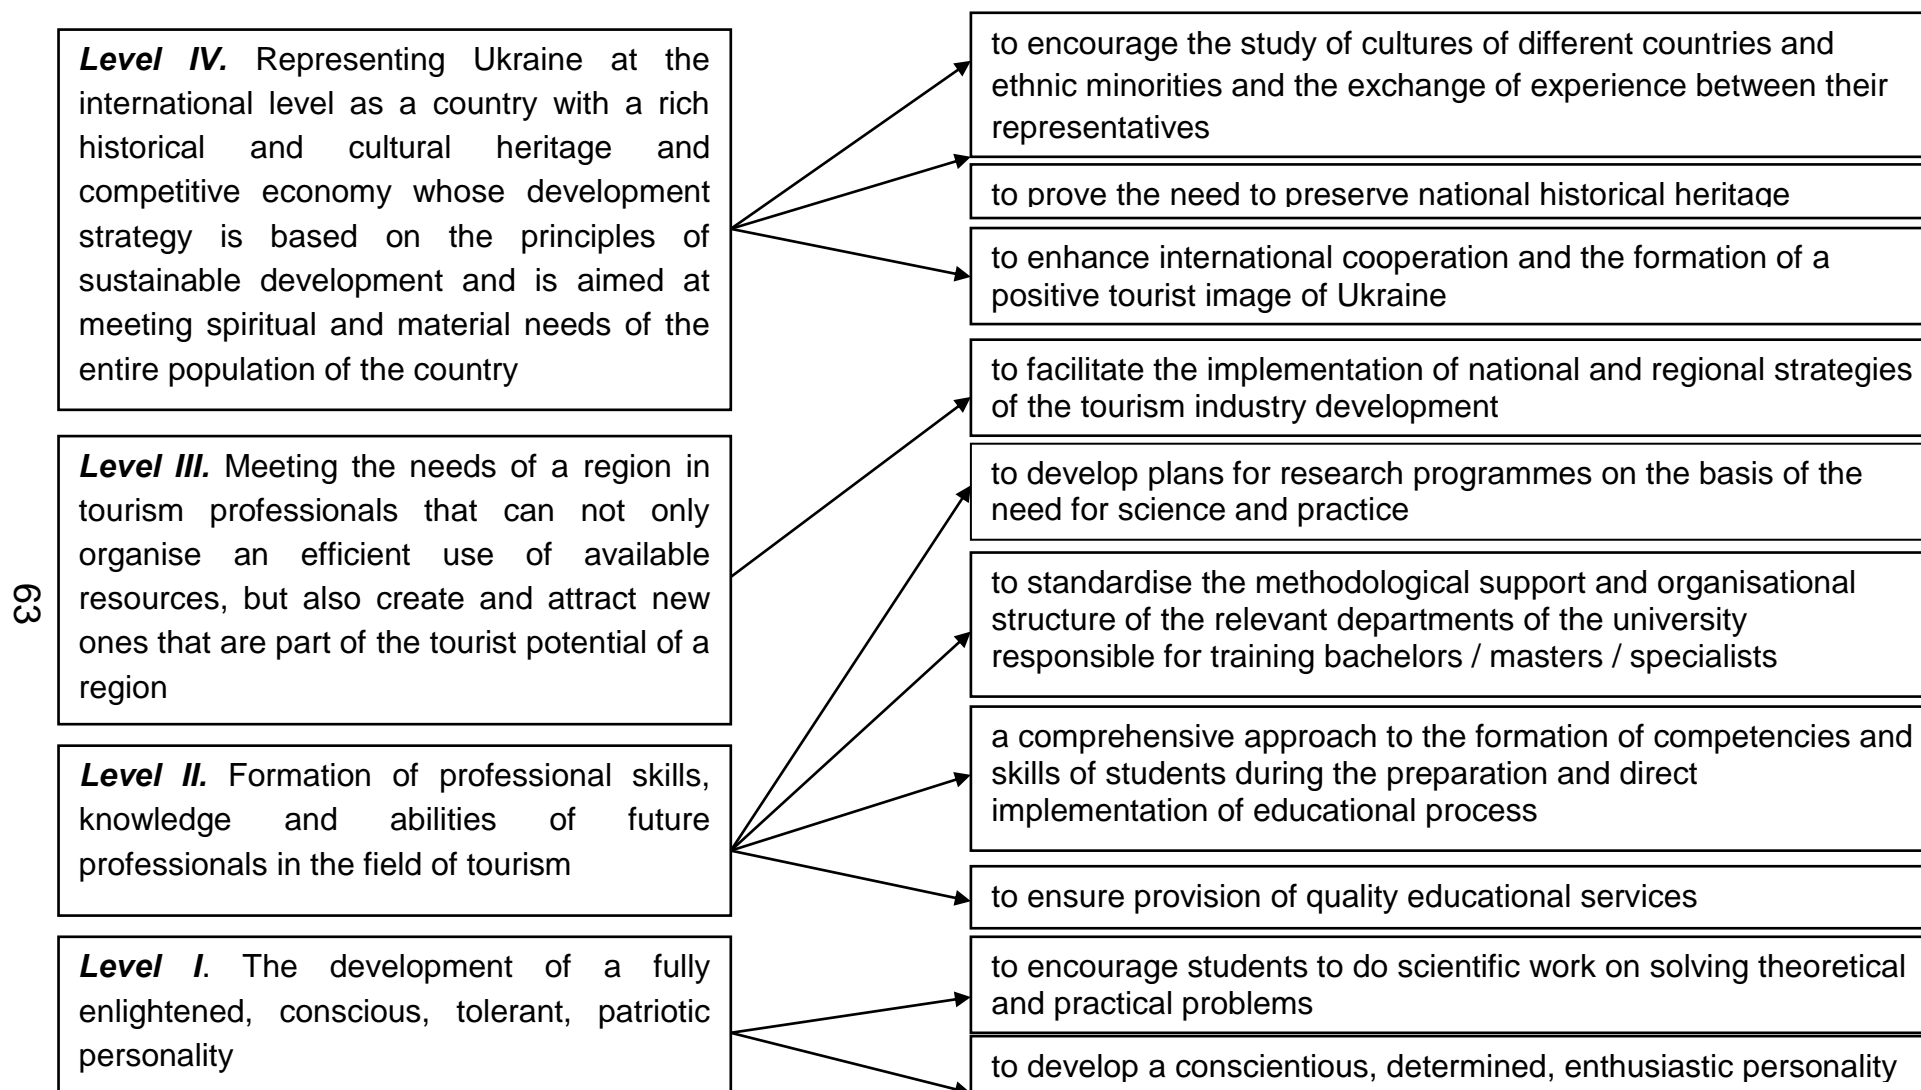 Level IV. Representing Ukraine at the
international level as a country with a rich
historical and cultural heritage and
competitive economy whose development
strategy is based on the principles of
sustainable development and is aimed at
meeting spiritual and material needs of the
entire population of the country
Level III. Meeting the needs of a region in
tourism professionals that can not only
organise an efficient use of available
resources, but also create and attract new
ones that are part of the tourist potential of a
region
Level II. Formation of professional skills,
knowledge and abilities of future
professionals in the field of tourism
Level I. The development of a fully
enlightened, conscious, tolerant, patriotic
personality
to encourage the study of cultures of different countries and
ethnic minorities and the exchange of experience between their
representatives
to prove the need to preserve national historical heritage
to enhance international cooperation and the formation of a
positive tourist image of Ukraine
to facilitate the implementation of national and regional strategies
of the tourism industry development
to develop plans for research programmes on the basis of the
need for science and practice
to standardise the methodological support and organisational
structure of the relevant departments of the university
responsible for training bachelors / masters / specialists
a comprehensive approach to the formation of competencies and
skills of students during the preparation and direct
implementation of educational process
to ensure provision of quality educational services
to encourage students to do scientific work on solving theoretical
and practical problems
to develop a conscientious, determined, enthusiastic personality
63